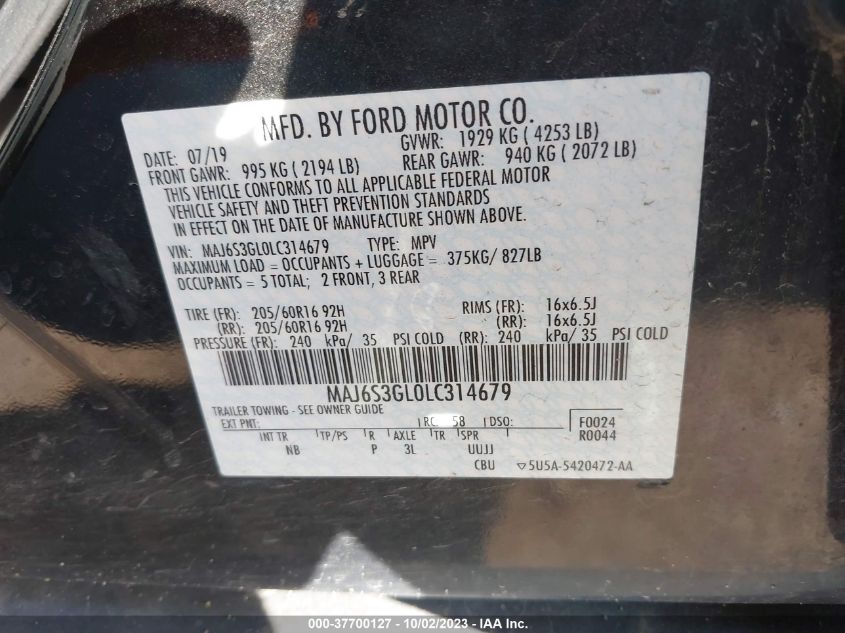 MFD. BY FORD MOTOR CO.
DATE: 07/19 GVWR: 1929 KG ( 4253 LB)
FRONT GAWR: 995 KG ( 2194 LB) REAR GAWR: 940 KG ( 2072 LB)
THIS VEHICLE CONFORMS TO ALL APPLICABLE FEDERAL MOTOR
VEHICLE SAFETY AND THEFT PREVENTION STANDARDS
IN EFFECT ON THE DATE OF MANUFACTURE SHOWN ABOVE.
VIN: MAJ6S3GL0LC314679 TYPE: MPV
MAXIMUM LOAD = OCCUPANTS + LUGGAGE = 375KG/ 827LB
OCCUPANTS = 5 TOTAL; 2 FRONT, 3 REAR
TIRE (FR): 205/60R16 92H RIMS (FR): 16x6.5J
(RR): 205/60R16 92H (RR): 16x6.5J
PRESSURE (FR): 240 kPa/ 35 PSI COLD (RR): 240 kPa/ 35 PSI COLD
MAJ6S3GL0LC314679
TRAILER TOWING - SEE OWNER GUIDE
EXT PNT: RC: 58 DSO: F0024
R0044
INT TR TP/PS R AXLE TR SPR
NB P 3L UUJJ
CBU 5U5A-5420472-AA
000-37700127 - 10/02/2023 - IAA Inc.